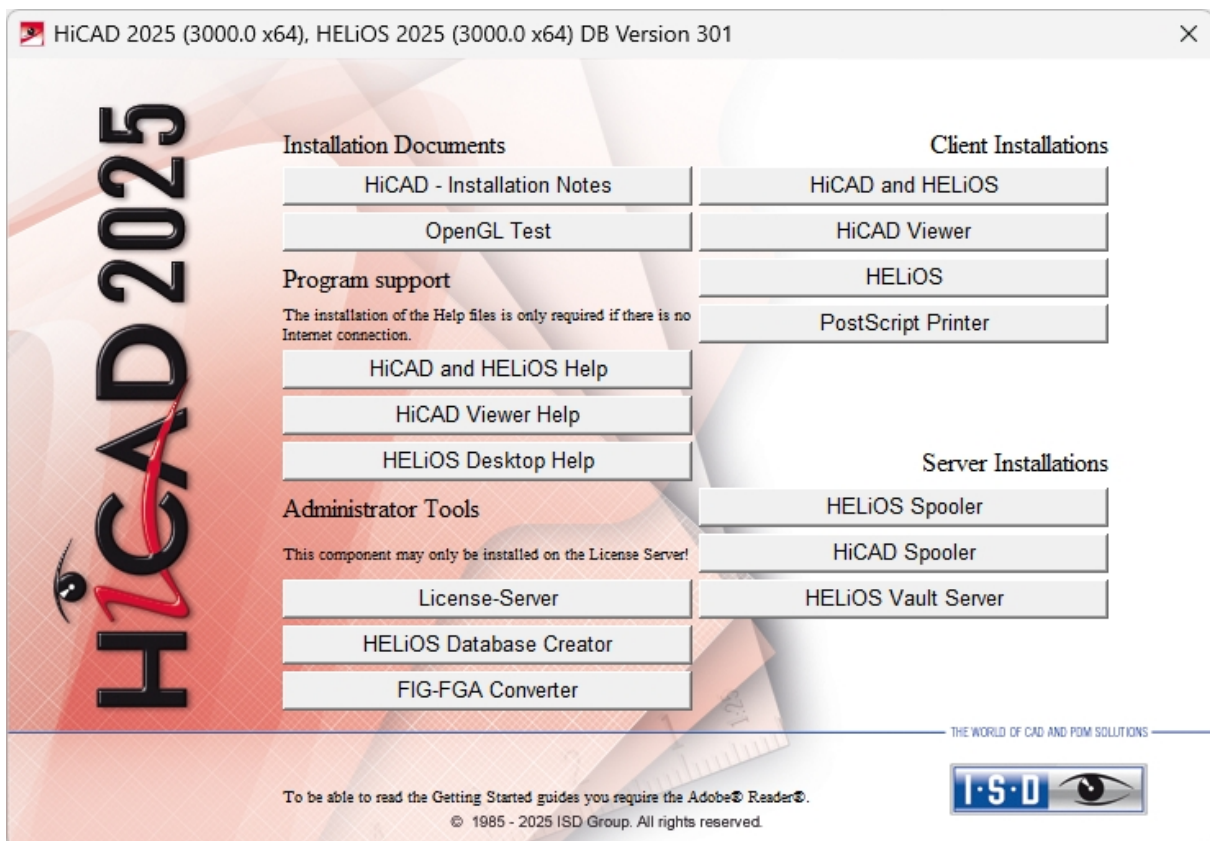 HiCAD 2025 (3000.0 x64), HELiOS 2025 (3000.0 x64) DB Version 301
HiCAD 2025
Installation Documents
HiCAD - Installation Notes
OpenGL Test
Program support
The installation of the Help files is only required if there is no
Internet connection.
HiCAD and HELiOS Help
HiCAD Viewer Help
HELiOS Desktop Help
Administrator Tools
This component may only be installed on the License Server!
License-Server
HELiOS Database Creator
FIG-FGA Converter
Client Installations
HiCAD and HELiOS
HiCAD Viewer
HELiOS
PostScript Printer
Server Installations
HELiOS Spooler
HiCAD Spooler
HELiOS Vault Server
1:25
THE WORLD OF CAD AND PDM SOLUTIONS
I·S·D
To be able to read the Getting Started guides you require the Adobe® Reader®.
© 1985 - 2025 ISD Group. All rights reserved.